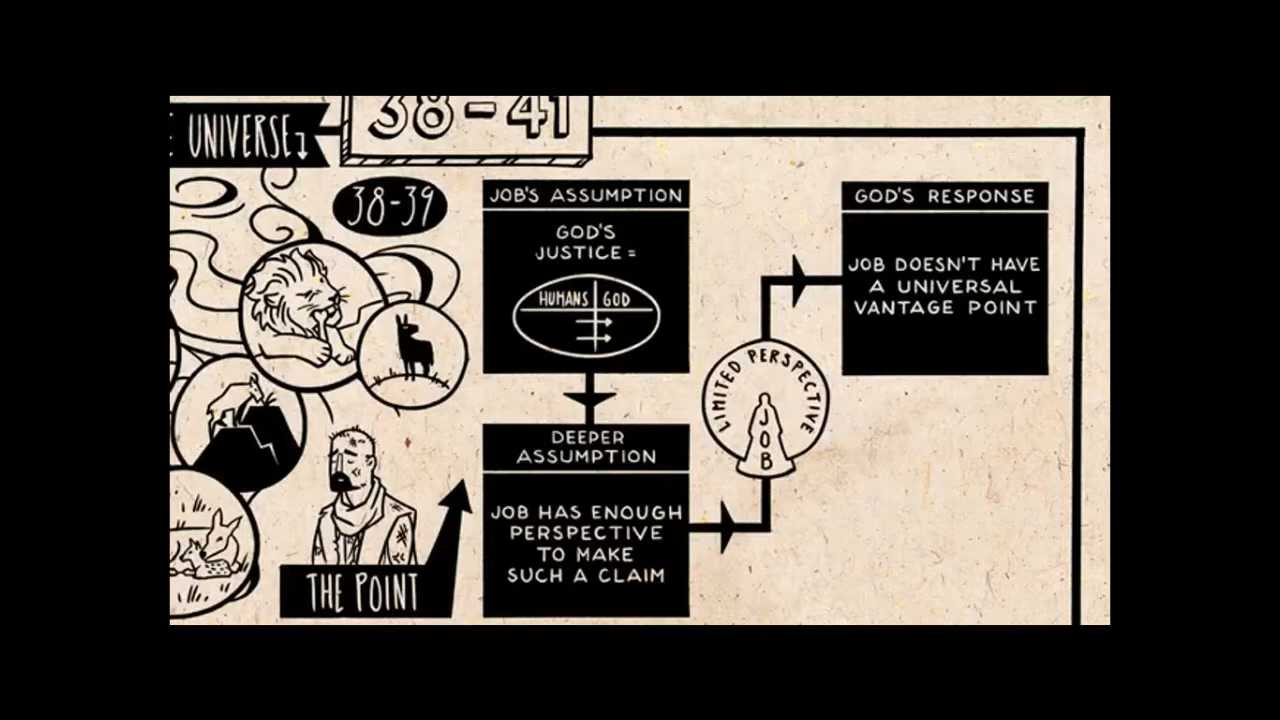 UNIVERSE
38-41
38-39
JOB'S ASSUMPTION
GOD'S
JUSTICE =
HUMANS GOD
DEEPER
ASSUMPTION
JOB HAS ENOUGH
PERSPECTIVE
TO MAKE
SUCH A CLAIM
THE POINT
LIMITED PERSPECTIVE
JOB
GOD'S RESPONSE
JOB DOESN'T HAVE
A UNIVERSAL
VANTAGE POINT